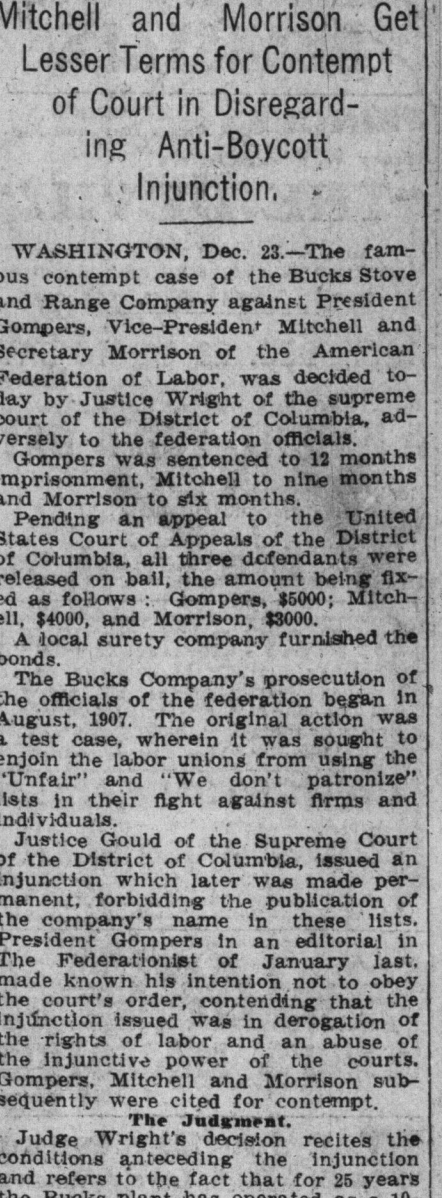 Mitchell and Morrison Get
Lesser Terms for Contempt
of Court in Disregard-
ing Anti-Boycott
Injunction.
WASHINGTON, Dec. 23.—The fam-
ous contempt case of the Bucks Stove
and Range Company against President
Gompers, Vice-President Mitchell and
Secretary Morrison of the American
Federation of Labor, was decided to-
day by Justice Wright of the supreme
court of the District of Columbia, ad-
versely to the federation officials.
Gompers was sentenced to 12 months
imprisonment, Mitchell to nine months
and Morrison to six months.
Pending an appeal to the United
States Court of Appeals of the District
of Columbia, all three defendants were
released on bail, the amount being fix-
ed as follows: Gompers, $5000; Mitch-
ell, $4000, and Morrison, $3000.
A local surety company furnished the
bonds.
The Bucks Company's prosecution of
the officials of the federation began in
August, 1907. The original action was
a test case, wherein it was sought to
enjoin the labor unions from using the
"Unfair" and "We don't patronize"
lists in their fight against firms and
individuals.
Justice Gould of the Supreme Court
of the District of Columbia, issued an
injunction which later was made per-
manent, forbidding the publication of
the company's name in these lists.
President Gompers in an editorial in
The Federationist of January last,
made known his intention not to obey
the court's order, contending that the
injunction issued was in derogation of
the rights of labor and an abuse of
the injunctive power of the courts.
Gompers, Mitchell and Morrison sub-
sequently were cited for contempt.
The Judgment.
Judge Wright's decision recites the
conditions anteceding the injunction
and refers to the fact that for 25 years
the Bucks plant has operated